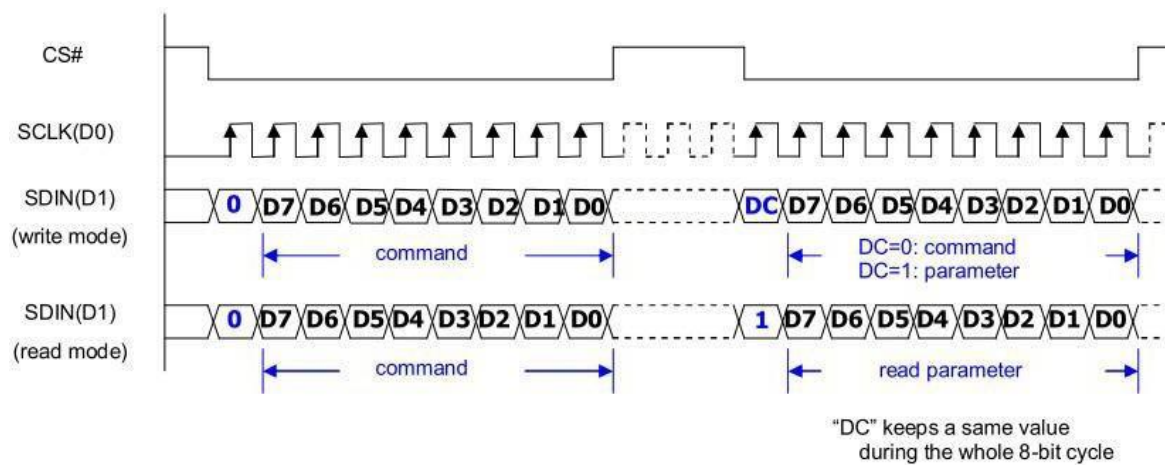 CS#
SCLK(D0)
SDIN(D1) 0 D7 D6 D5 D4 D3 D2 D1 D0 DC D7 D6 D5 D4 D3 D2 D1 D0
(write mode)
command
DC=0: command
DC=1: parameter
SDIN(D1) 0 D7 D6 D5 D4 D3 D2 D1 D0 1 D7 D6 D5 D4 D3 D2 D1 D0
(read mode)
command read parameter
“DC” keeps a same value
during the whole 8-bit cycle